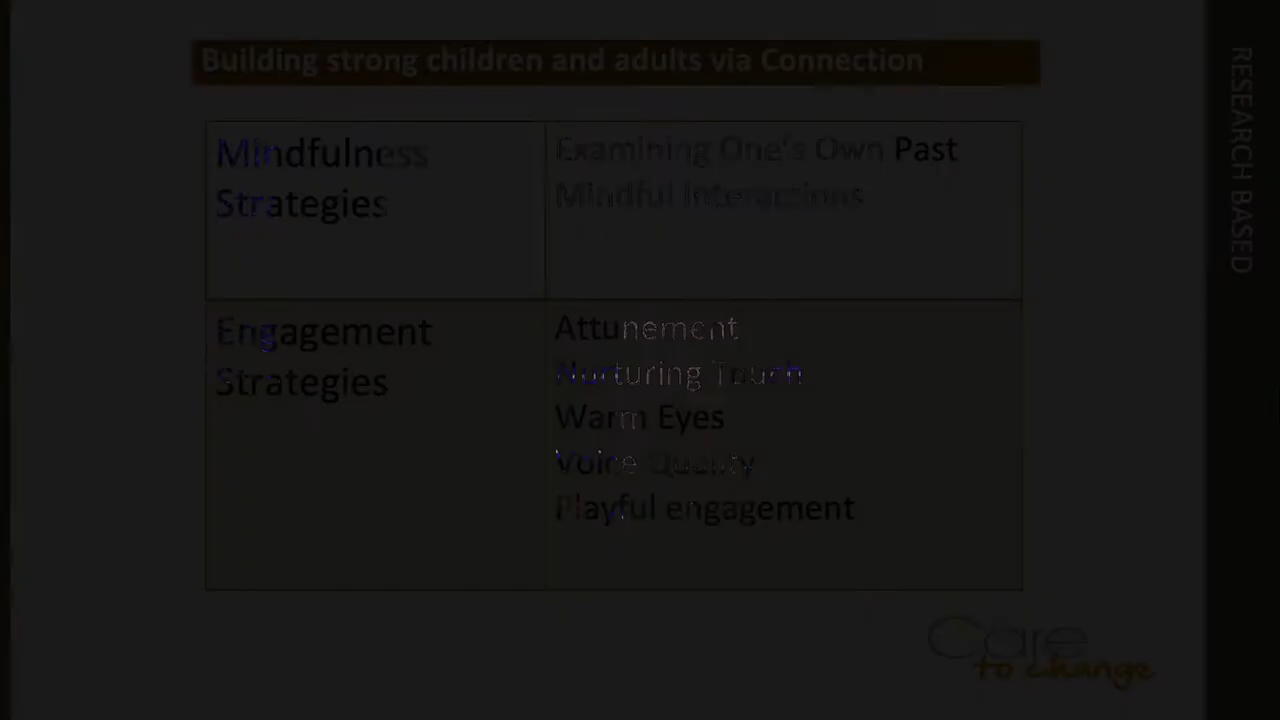 Building strong children and adults via Connection
Mindfulness
Strategies
Examining One's Own Past
Mindful Interactions
Engagement
Strategies
Attunement
Nurturing Touch
Warm Eyes
Voice Quality
Playful engagement
Care
to change
RESEARCH BASED